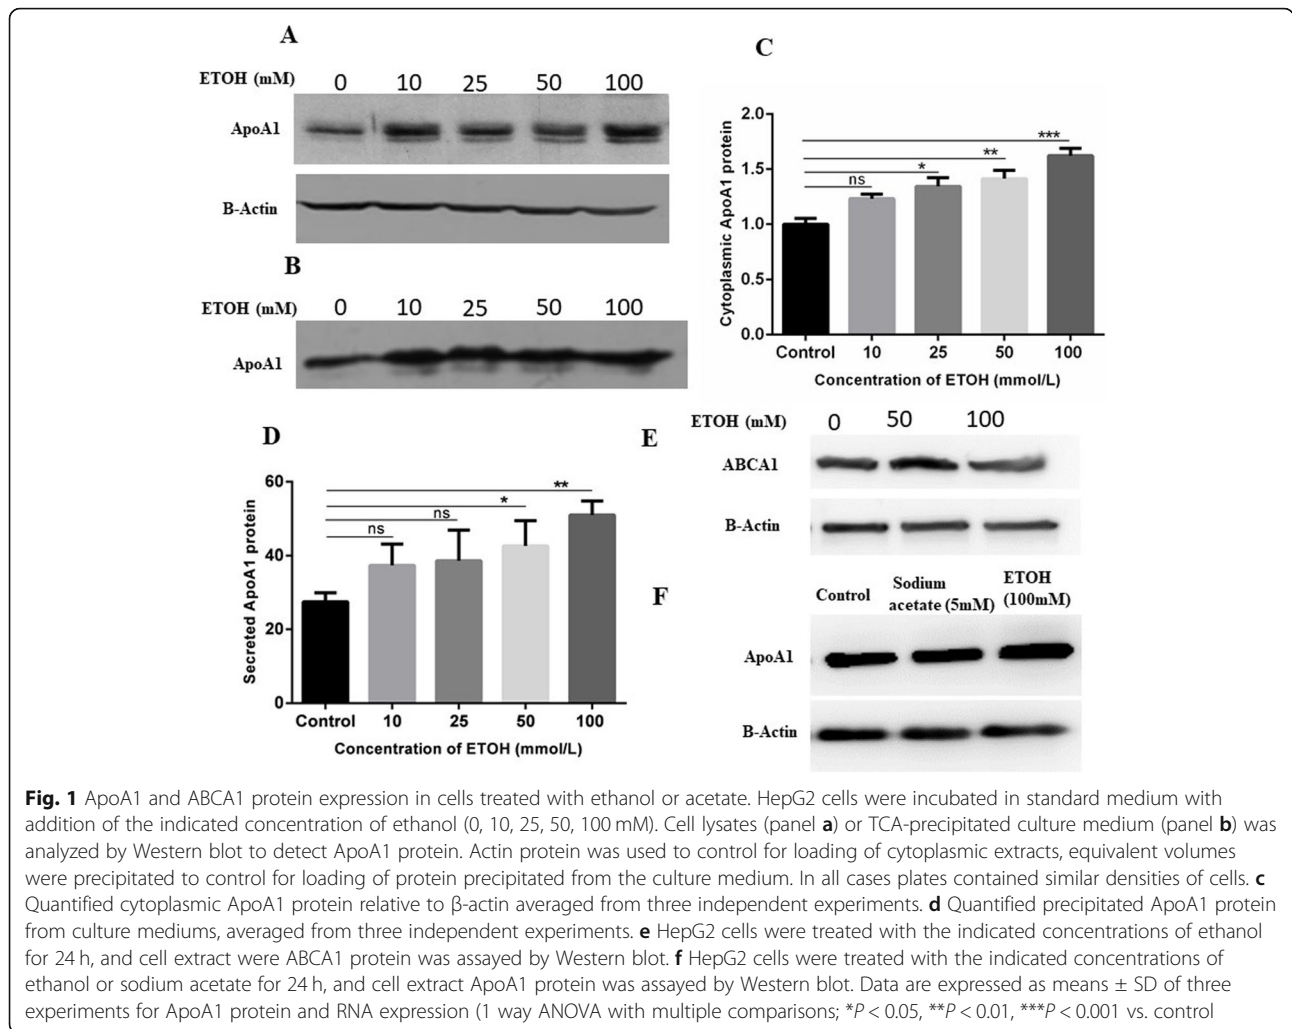 A
ETOH (mM) 0 10 25 50 100
ApoA1
B-Actin
B
ETOH (mM) 0 10 25 50 100
ApoA1
C
Cytoplasmic ApoA1 protein
2.0
1.5
1.0
0.5
0.0
ns
*
**
***
Control 10 25 50 100
Concentration of ETOH (mmol/L)
D
Secreted ApoA1 protein
60
40
20
0
ns
ns
*
**
Control 10 25 50 100
Concentration of ETOH (mmol/L)
E
ETOH (mM) 0 50 100
ABCA1
B-Actin
F
Control Sodium acetate (5mM) ETOH (100mM)
ApoA1
B-Actin
Fig. 1 ApoA1 and ABCA1 protein expression in cells treated with ethanol or acetate. HepG2 cells were incubated in standard medium with
addition of the indicated concentration of ethanol (0, 10, 25, 50, 100 mM). Cell lysates (panel a) or TCA-precipitated culture medium (panel b) was
analyzed by Western blot to detect ApoA1 protein. Actin protein was used to control for loading of cytoplasmic extracts, equivalent volumes
were precipitated to control for loading of protein precipitated from the culture medium. In all cases plates contained similar densities of cells. c
Quantified cytoplasmic ApoA1 protein relative to β-actin averaged from three independent experiments. d Quantified precipitated ApoA1 protein
from culture mediums, averaged from three independent experiments. e HepG2 cells were treated with the indicated concentrations of ethanol
for 24 h, and cell extract were ABCA1 protein was assayed by Western blot. f HepG2 cells were treated with the indicated concentrations of
ethanol or sodium acetate for 24 h, and cell extract ApoA1 protein was assayed by Western blot. Data are expressed as means ± SD of three
experiments for ApoA1 protein and RNA expression (1 way ANOVA with multiple comparisons; *P < 0.05, **P < 0.01, ***P < 0.001 vs. control